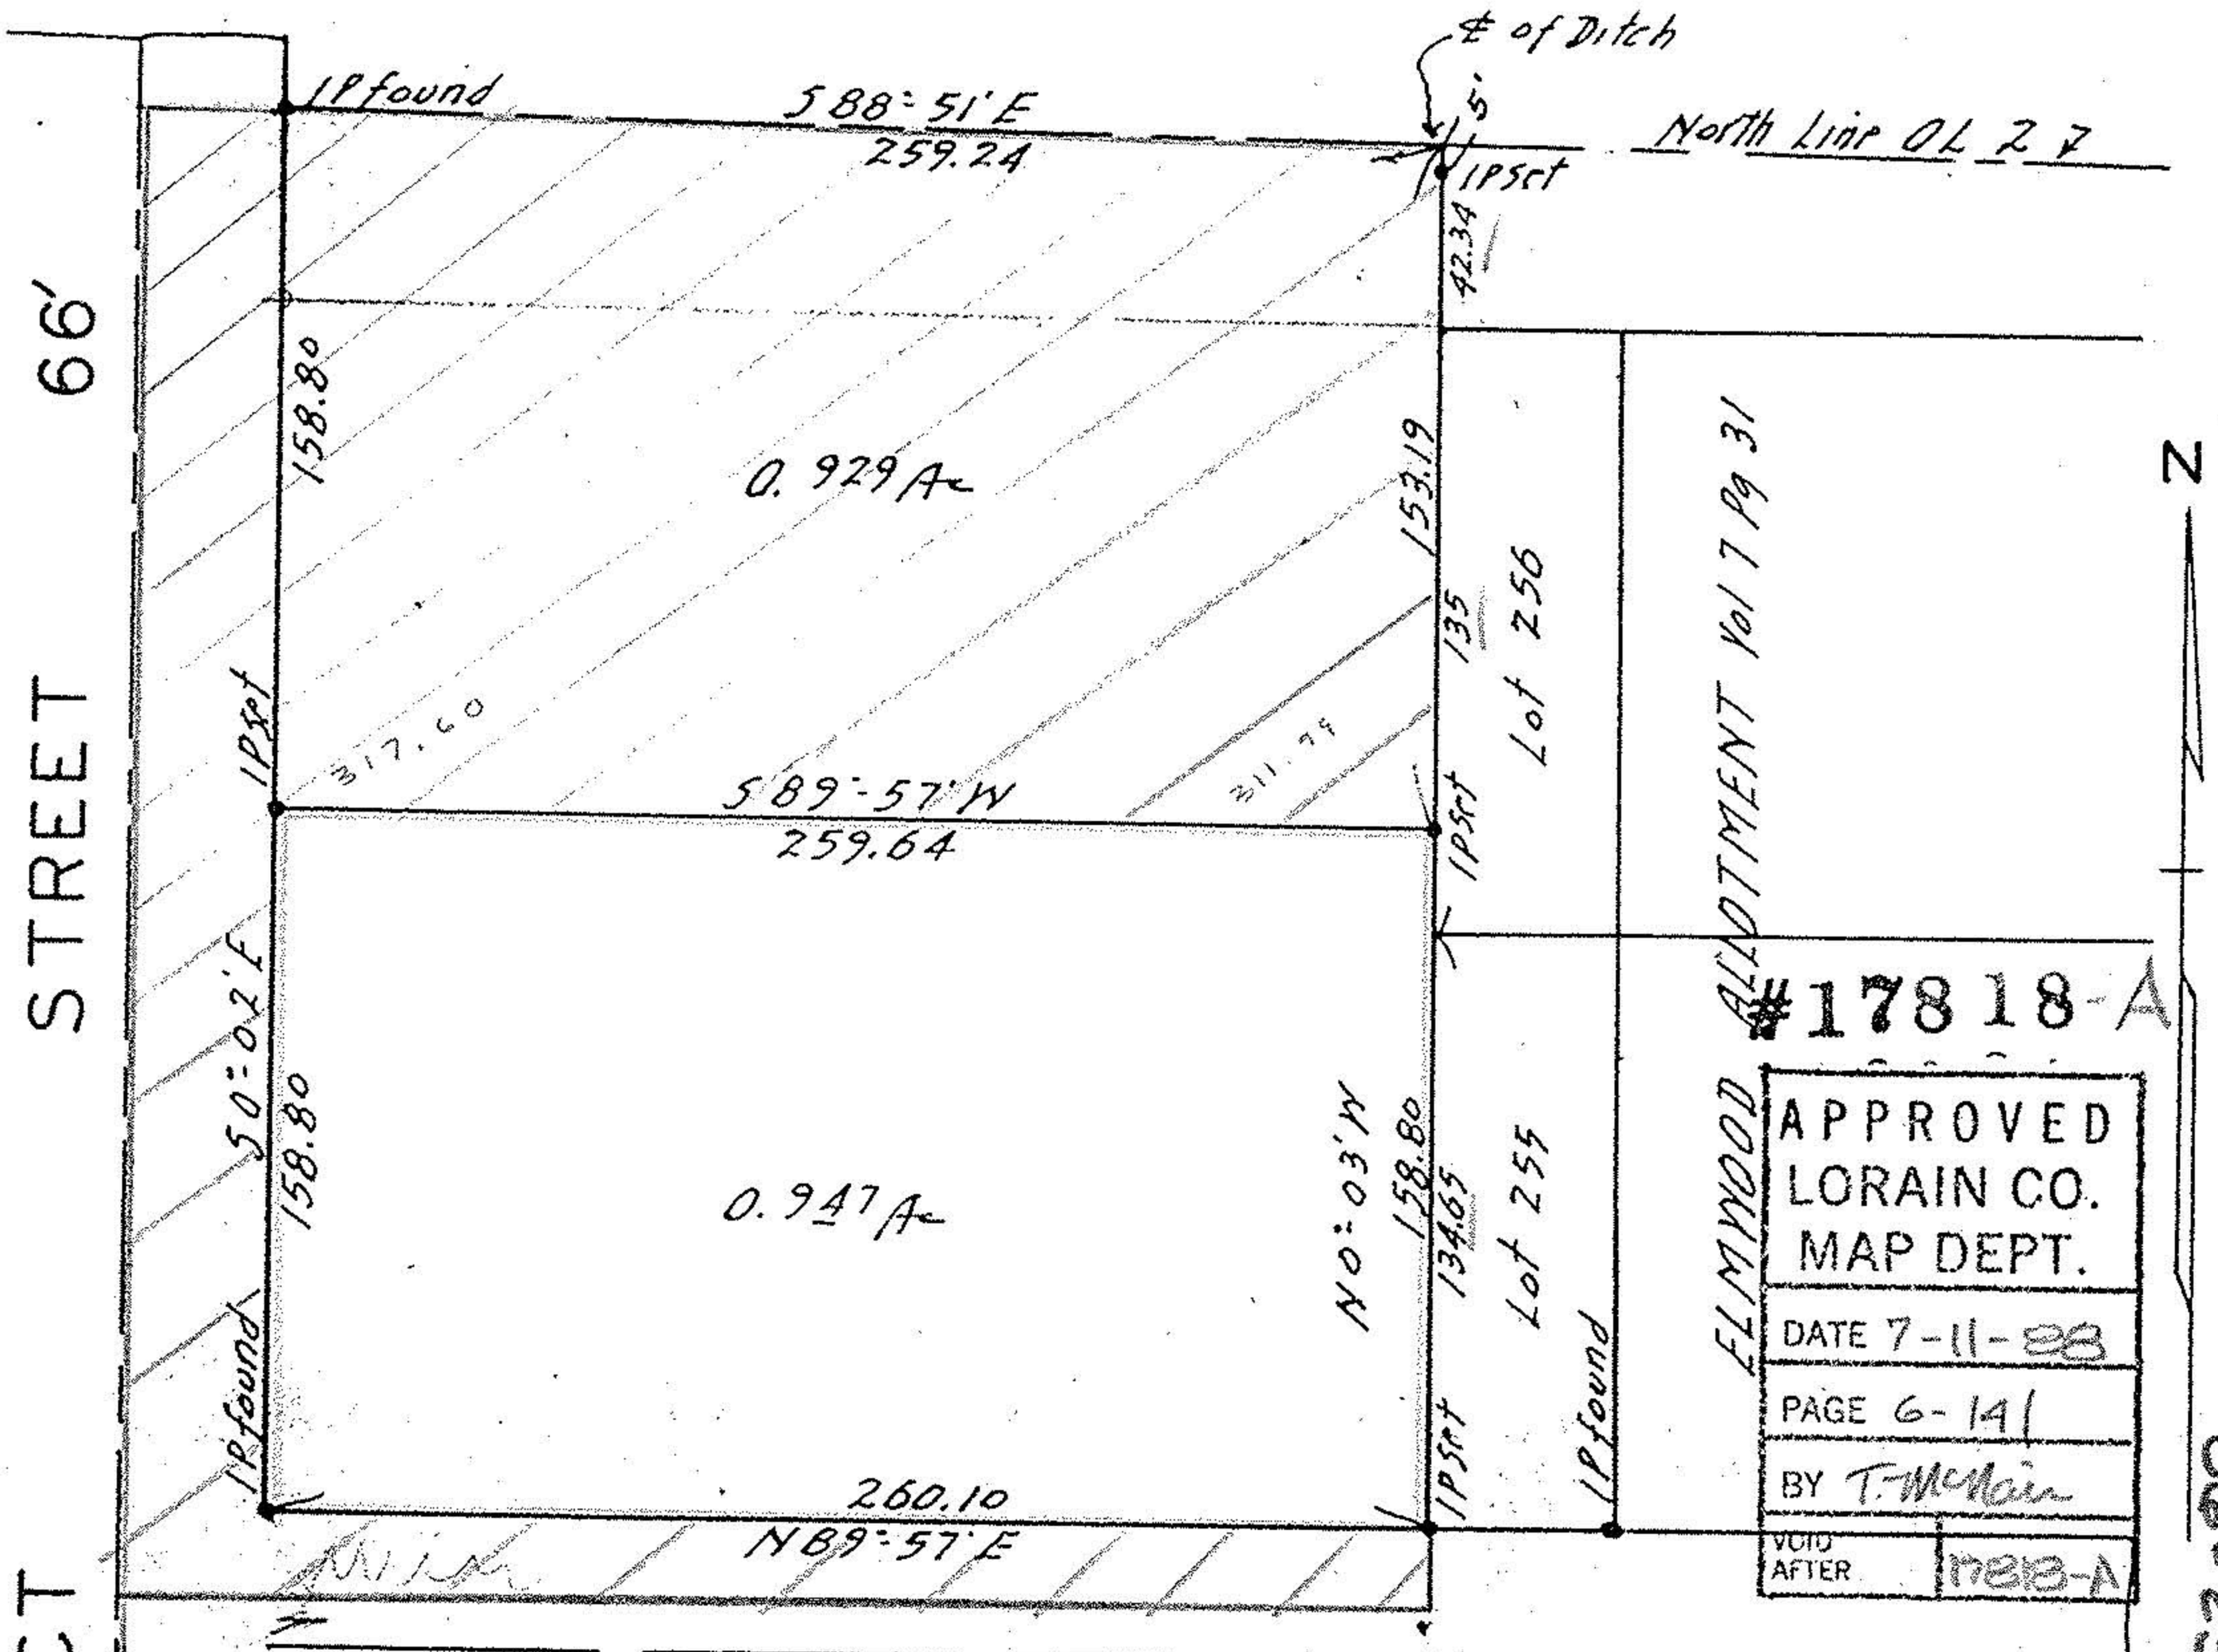 ₵ of Ditch
IP found
S 88°-51' E
259.24
5'
North Line OL 27
IP Set
42.34
66'
158.80
0.929 Ac
153.19
135
Lot 256
ELMWOOD ALLOTMENT Vol 7 Pg 31
N
STREET
IP Set
317.60
311.99
S 89°-57' W
259.64
IP Set
S 0°-02' E
158.80
0.947 Ac
N 0°-03' W
158.80
134.65
Lot 255
IP found
260.10
N 89°-57' E
IP Set
IP found
CT
#17818-A
APPROVED
LORAIN CO.
MAP DEPT.
DATE 7-11-88
PAGE 6-141
BY T. McNair
VOID
AFTER 17818-A